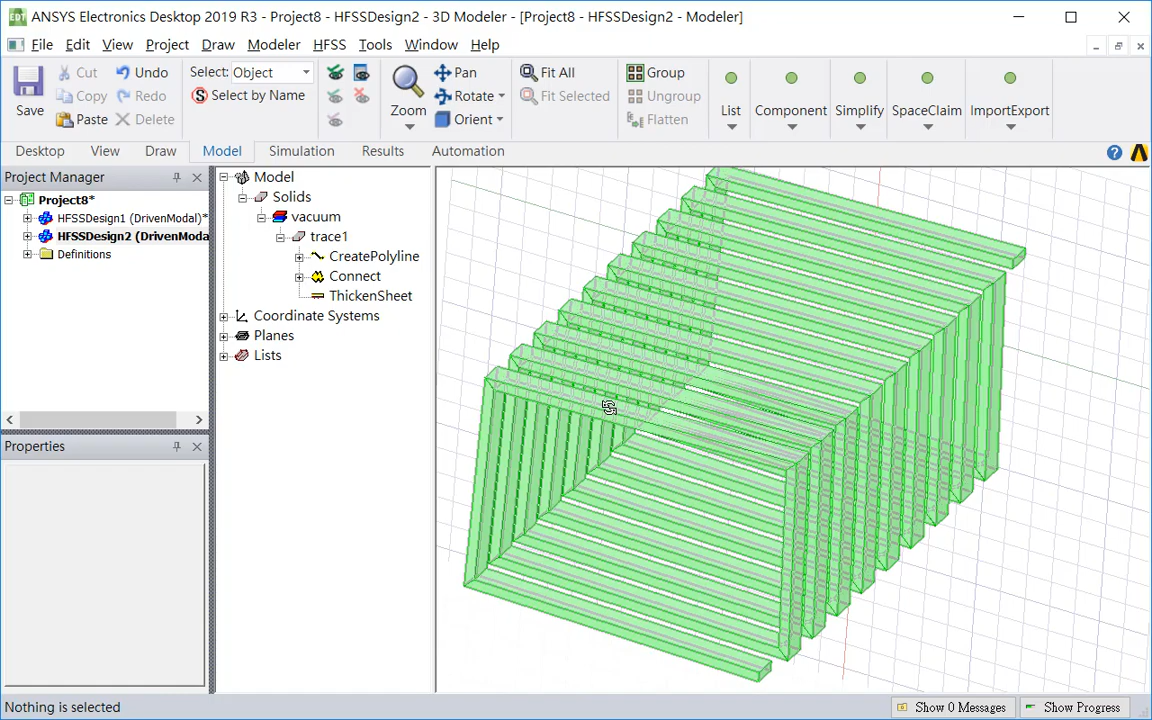 ANSYS Electronics Desktop 2019 R3 - Project8 - HFSSDesign2 - 3D Modeler - [Project8 - HFSSDesign2 - Modeler]
File Edit View Project Draw Modeler HFSS Tools Window Help
Save
Cut
Copy
Paste
Undo
Redo
Delete
Select: Object
Select by Name
Zoom
Pan
Rotate
Orient
Fit All
Fit Selected
Group
Ungroup
Flatten
List
Component
Simplify
SpaceClaim
ImportExport
Desktop View Draw Model Simulation Results Automation
Project Manager
Project8*
HFSSDesign1 (DrivenModal)*
HFSSDesign2 (DrivenModa
Definitions
Properties
Model
Solids
vacuum
trace1
CreatePolyline
Connect
ThickenSheet
Coordinate Systems
Planes
Lists
Nothing is selected
Show 0 Messages
Show Progress